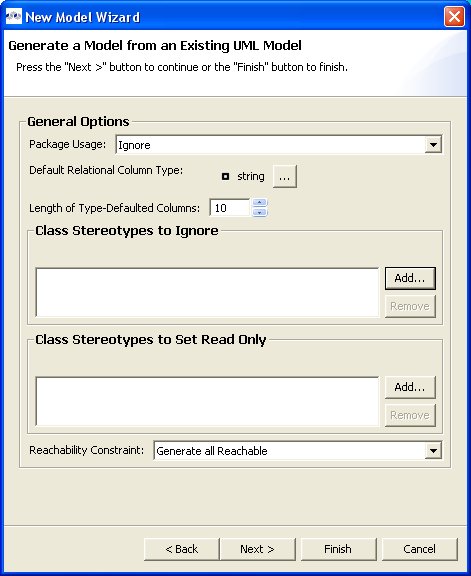 New Model Wizard
Generate a Model from an Existing UML Model
Press the "Next >" button to continue or the "Finish" button to finish.
General Options
Package Usage: Ignore
Default Relational Column Type: string ...
Length of Type-Defaulted Columns: 10
Class Stereotypes to Ignore
Add...
Remove
Class Stereotypes to Set Read Only
Add...
Remove
Reachability Constraint: Generate all Reachable
< Back Next > Finish Cancel